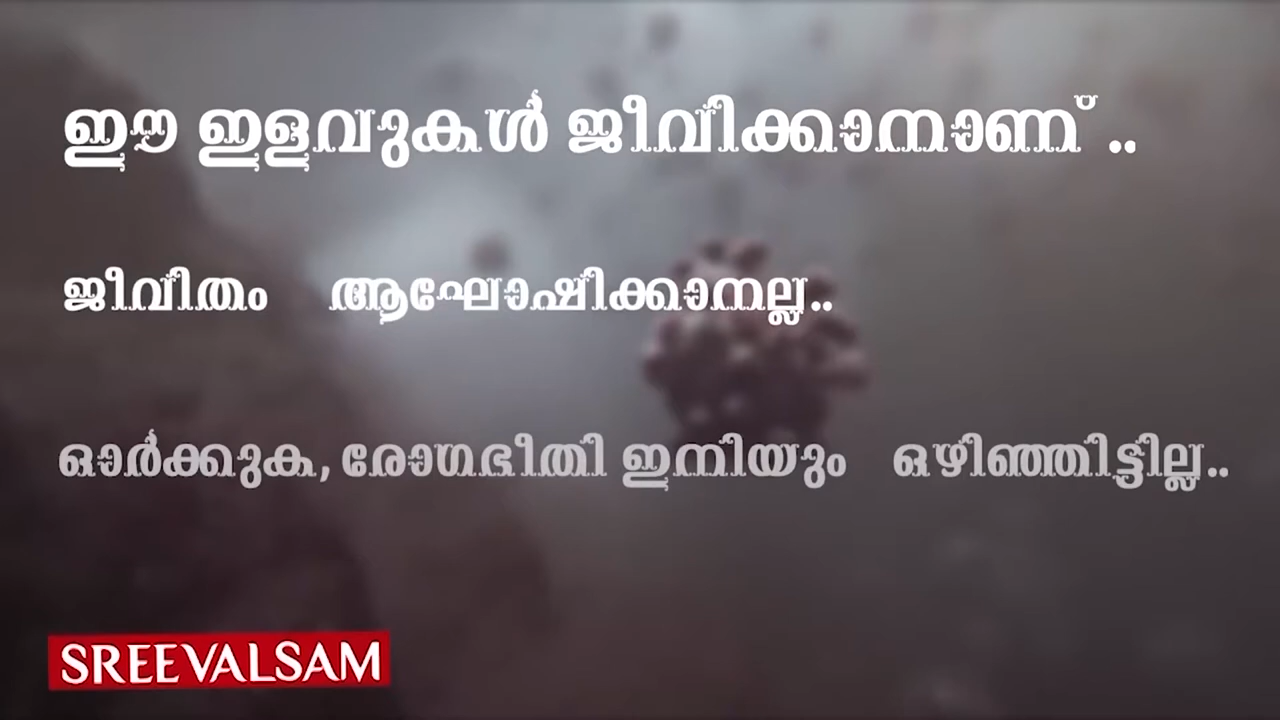 ഈ ഇളവുകൾ ജീവിക്കാനാണ് ..
ജീവിതം ആഘോഷിക്കാനല്ല..
ഓർക്കുക, രോഗഭീതി ഇനിയും ഒഴിഞ്ഞിട്ടില്ല..
SREEVALSAM